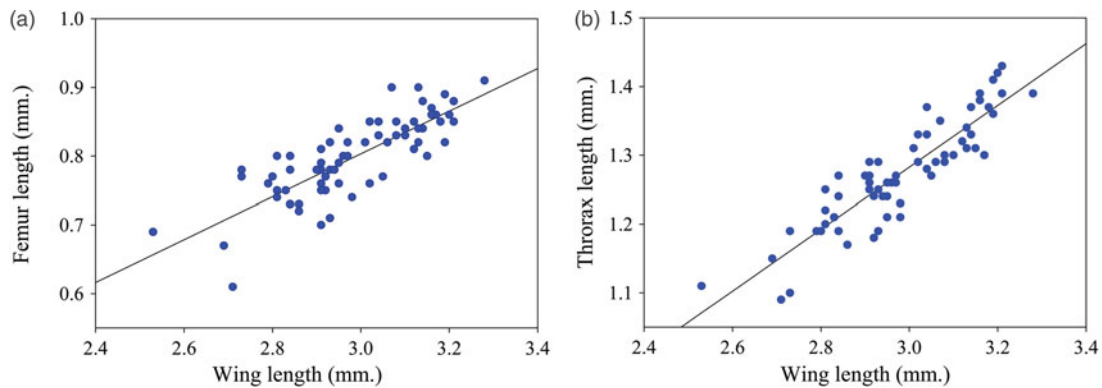 (a)
1.0
0.9
0.8
0.7
0.6
Femur length (mm.)
2.4 2.6 2.8 3.0 3.2 3.4
Wing length (mm.)
(b)
1.5
1.4
1.3
1.2
1.1
Throrax length (mm.)
2.4 2.6 2.8 3.0 3.2 3.4
Wing length (mm.)